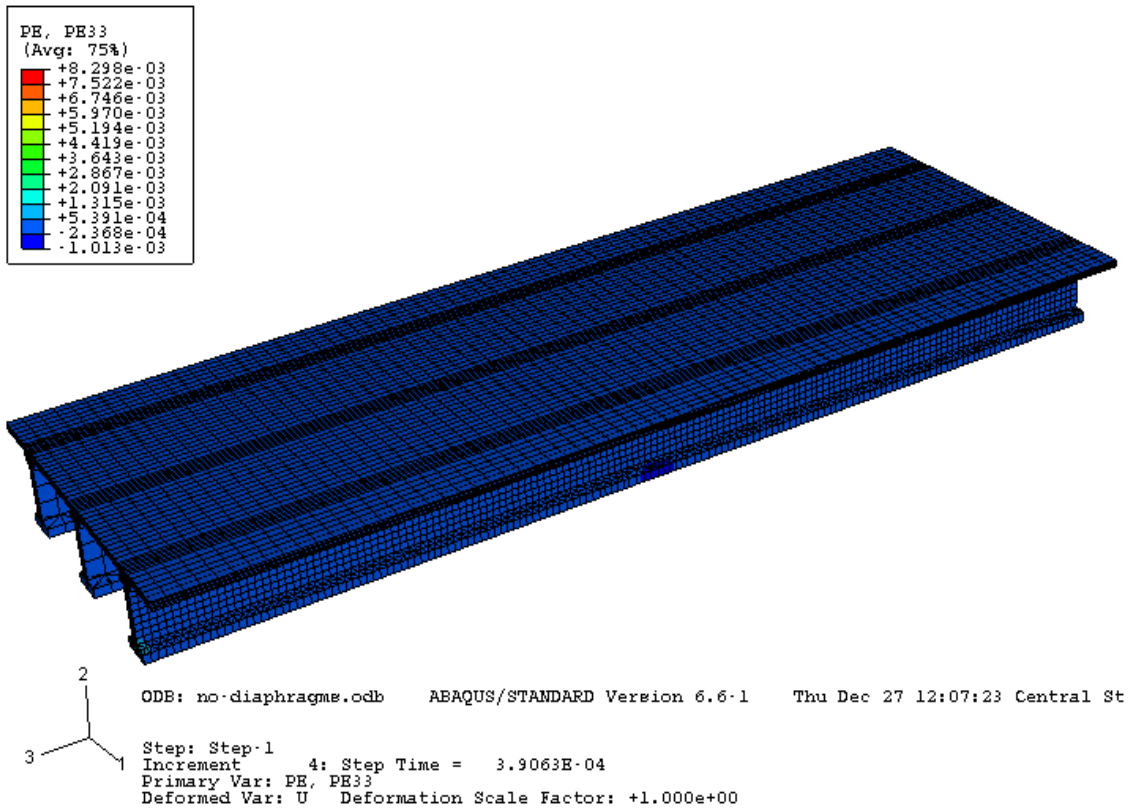 PE, PE33
(Avg: 75%)
+8.298e-03
+7.522e-03
+6.746e-03
+5.970e-03
+5.194e-03
+4.419e-03
+3.643e-03
+2.867e-03
+2.091e-03
+1.315e-03
+5.391e-04
-2.368e-04
-1.013e-03
2
3
1
ODB: no-diaphragms.odb ABAQUS/STANDARD Version 6.6-1 Thu Dec 27 12:07:23 Central St
Step: Step-1
Increment 4: Step Time = 3.9063E-04
Primary Var: PE, PE33
Deformed Var: U Deformation Scale Factor: +1.000e+00